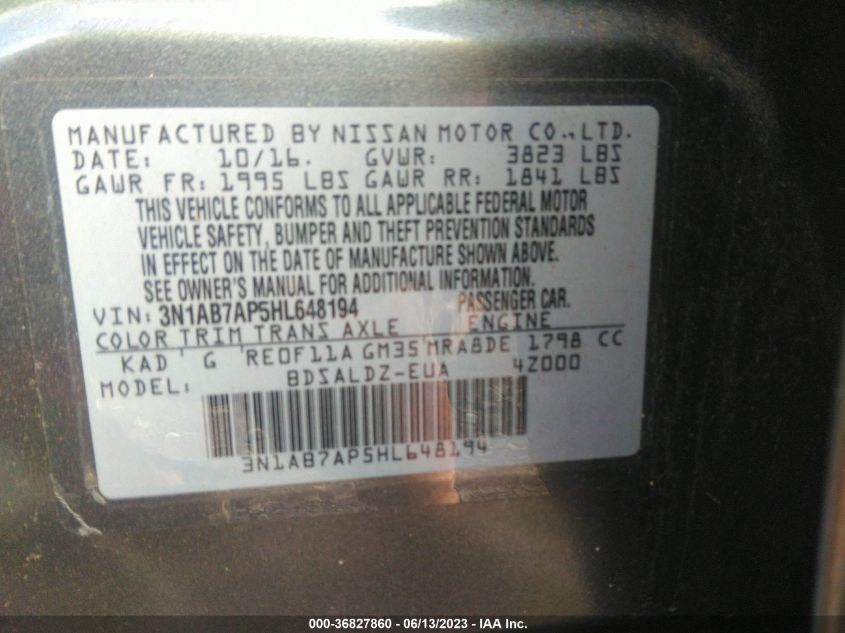 MANUFACTURED BY NISSAN MOTOR CO., LTD.
DATE: 10/16. GVWR: 3823 LBS
GAWR FR: 1995 LBS GAWR RR: 1841 LBS
THIS VEHICLE CONFORMS TO ALL APPLICABLE FEDERAL MOTOR
VEHICLE SAFETY, BUMPER AND THEFT PREVENTION STANDARDS
IN EFFECT ON THE DATE OF MANUFACTURE SHOWN ABOVE.
SEE OWNER'S MANUAL FOR ADDITIONAL INFORMATION.
VIN: 3N1AB7AP5HL648194 PASSENGER CAR.
COLOR TRIM TRANS AXLE ENGINE
KAD G RE0F11A GM35 MRA8DE 1798 CC
MODEL: BDSALDZ-EUA 4Z000
3N1AB7AP5HL648194
000-36827860 - 06/13/2023 - IAA Inc.